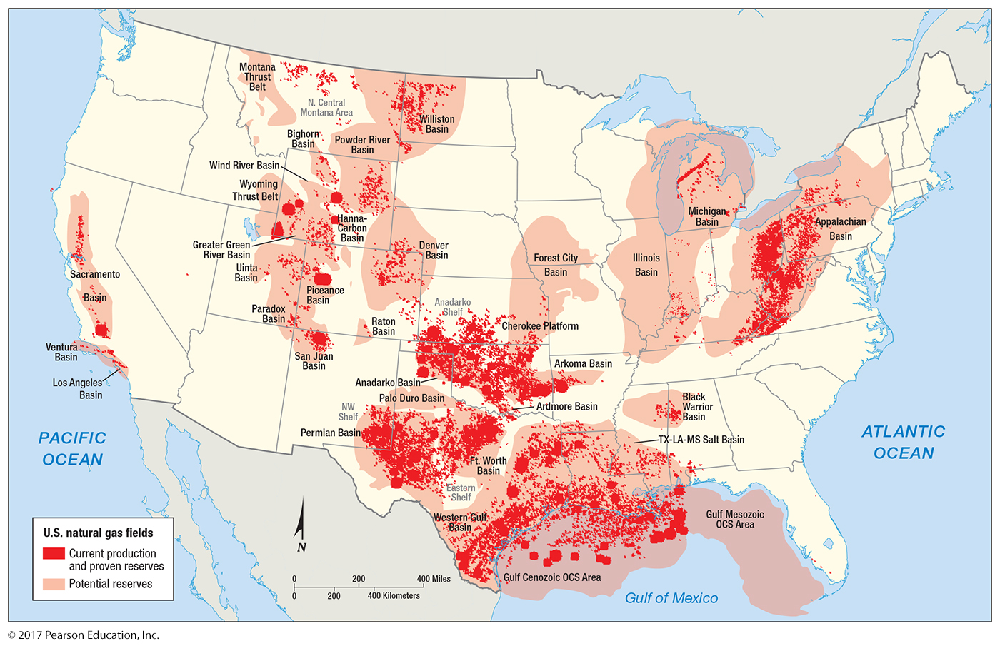 Montana
Thrust
Belt
N. Central
Montana Area
Williston
Basin
Bighorn
Basin
Powder River
Basin
Wind River Basin
Wyoming
Thrust Belt
Hanna-
Carbon
Basin
Greater Green
River Basin
Uinta
Basin
Denver
Basin
Forest City
Basin
Illinois
Basin
Michigan
Basin
Appalachian
Basin
Sacramento
Basin
Piceance
Basin
Paradox
Basin
Raton
Basin
Anadarko
Shelf
Cherokee Platform
San Juan
Basin
Ventura
Basin
Los Angeles
Basin
Anadarko Basin
Arkoma Basin
Palo Duro Basin
Ardmore Basin
Black
Warrior
Basin
NW
Shelf
Permian Basin
TX-LA-MS Salt Basin
Ft. Worth
Basin
Eastern
Shelf
Western Gulf
Basin
Gulf Mesozoic
OCS Area
Gulf Cenozoic OCS Area
Gulf of Mexico
PACIFIC
OCEAN
ATLANTIC
OCEAN
U.S. natural gas fields
Current production
and proven reserves
Potential reserves
N
0 200 400 Miles
0 200 400 Kilometers
© 2017 Pearson Education, Inc.